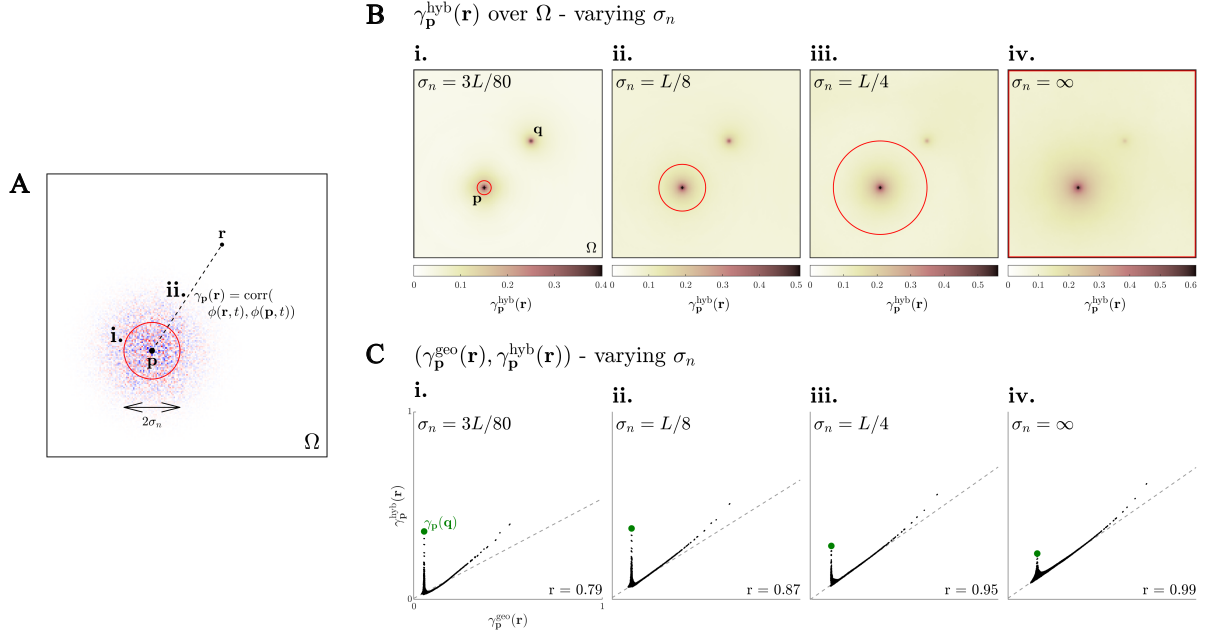 A
r
ii.
γ_p(r) = corr(
ϕ(r, t), ϕ(p, t))
i.
p
2σ_n
Ω
B γ_p^hyb(r) over Ω - varying σ_n
i. ii. iii. iv.
σ_n = 3L/80 σ_n = L/8 σ_n = L/4 σ_n = ∞
q
p
Ω
0 0.1 0.2 0.3 0.4 0 0.1 0.2 0.3 0.4 0.5 0 0.1 0.2 0.3 0.4 0.5 0 0.1 0.2 0.3 0.4 0.5 0.6
γ_p^hyb(r) γ_p^hyb(r) γ_p^hyb(r) γ_p^hyb(r)
C (γ_p^geo(r), γ_p^hyb(r)) - varying σ_n
i. ii. iii. iv.
1
σ_n = 3L/80 σ_n = L/8 σ_n = L/4 σ_n = ∞
γ_p^hyb(r)
γ_p(q)
r = 0.79 r = 0.87 r = 0.95 r = 0.99
0
0 1
γ_p^geo(r)